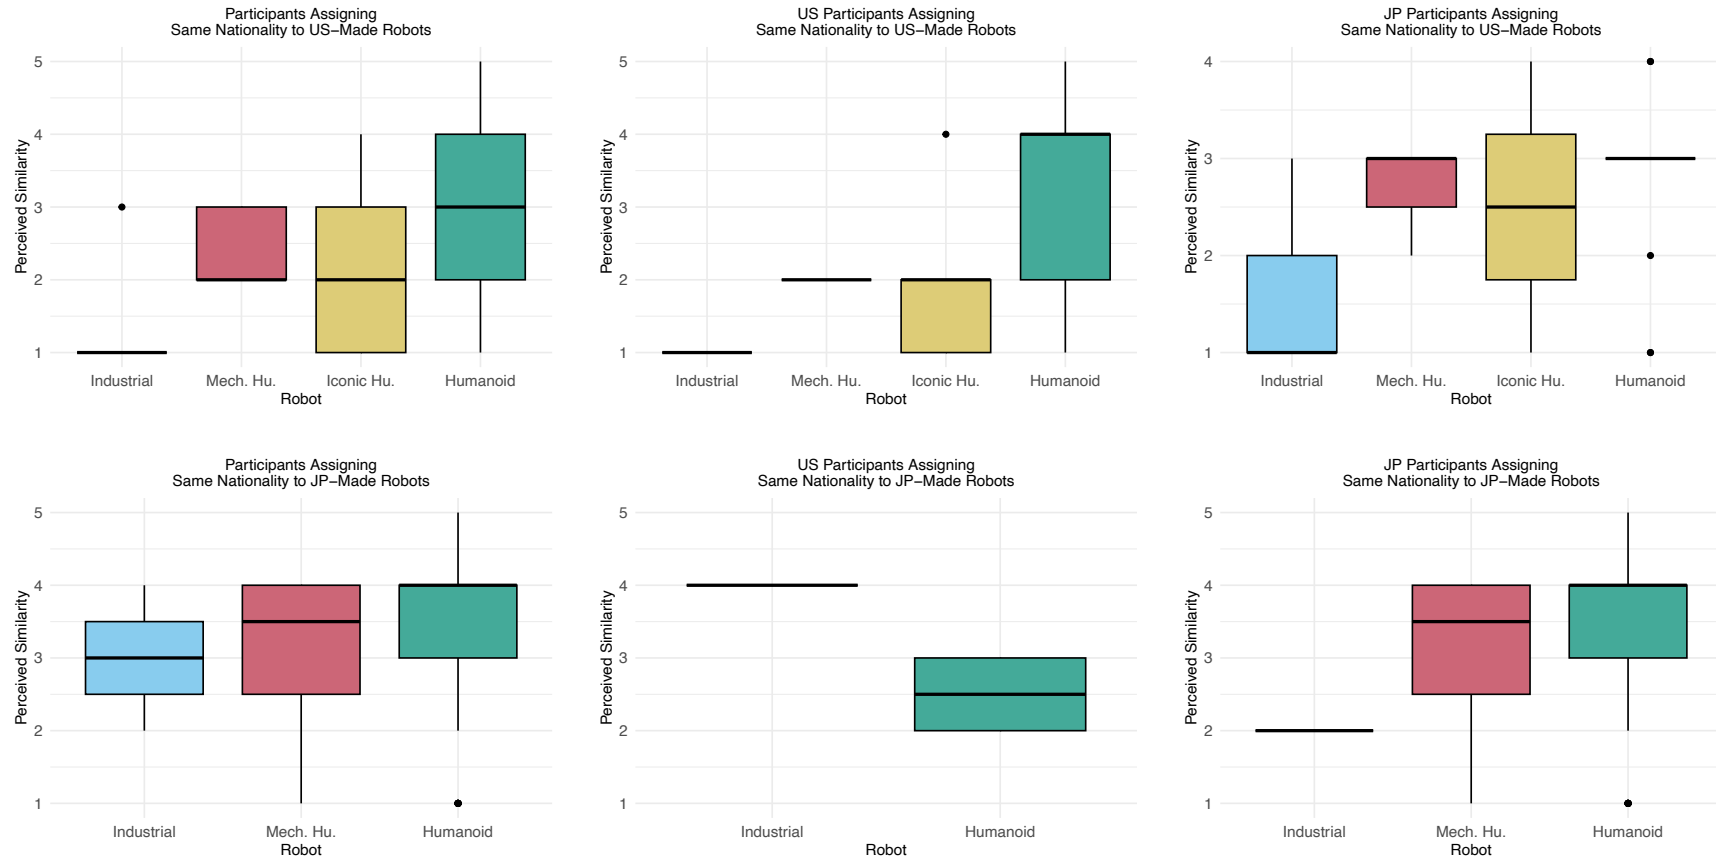 Participants Assigning
Same Nationality to US−Made Robots
5
4
3
2
1
Perceived Similarity
Industrial Mech. Hu. Iconic Hu. Humanoid
Robot
US Participants Assigning
Same Nationality to US−Made Robots
5
4
3
2
1
Perceived Similarity
Industrial Mech. Hu. Iconic Hu. Humanoid
Robot
JP Participants Assigning
Same Nationality to US−Made Robots
4
3
2
1
Perceived Similarity
Industrial Mech. Hu. Iconic Hu. Humanoid
Robot
Participants Assigning
Same Nationality to JP−Made Robots
5
4
3
2
1
Perceived Similarity
Industrial Mech. Hu. Humanoid
Robot
US Participants Assigning
Same Nationality to JP−Made Robots
5
4
3
2
1
Perceived Similarity
Industrial Humanoid
Robot
JP Participants Assigning
Same Nationality to JP−Made Robots
5
4
3
2
1
Perceived Similarity
Industrial Mech. Hu. Humanoid
Robot